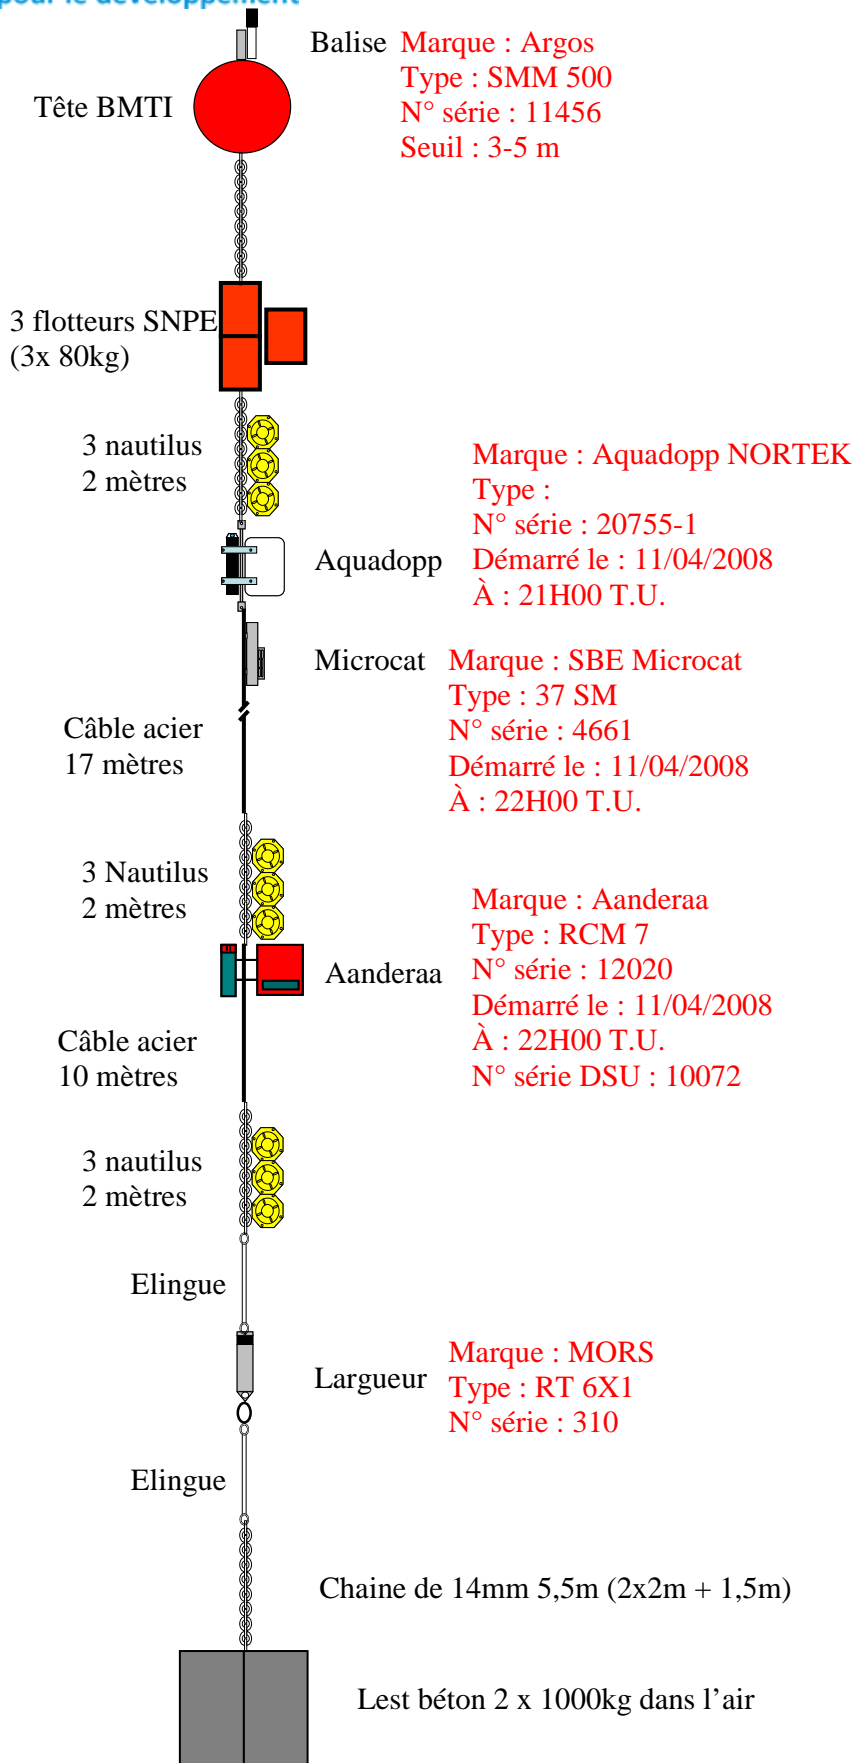 pour le développement
Balise
Marque : Argos
Type : SMM 500
N° série : 11456
Seuil : 3-5 m
Tête BMTI
3 flotteurs SNPE
(3x 80kg)
3 nautilus
2 mètres
Aquadopp
Marque : Aquadopp NORTEK
Type :
N° série : 20755-1
Démarré le : 11/04/2008
À : 21H00 T.U.
Microcat
Marque : SBE Microcat
Type : 37 SM
N° série : 4661
Démarré le : 11/04/2008
À : 22H00 T.U.
Câble acier
17 mètres
3 Nautilus
2 mètres
Aanderaa
Marque : Aanderaa
Type : RCM 7
N° série : 12020
Démarré le : 11/04/2008
À : 22H00 T.U.
N° série DSU : 10072
Câble acier
10 mètres
3 nautilus
2 mètres
Elingue
Largueur
Marque : MORS
Type : RT 6X1
N° série : 310
Elingue
Chaine de 14mm 5,5m (2x2m + 1,5m)
Lest béton 2 x 1000kg dans l’air